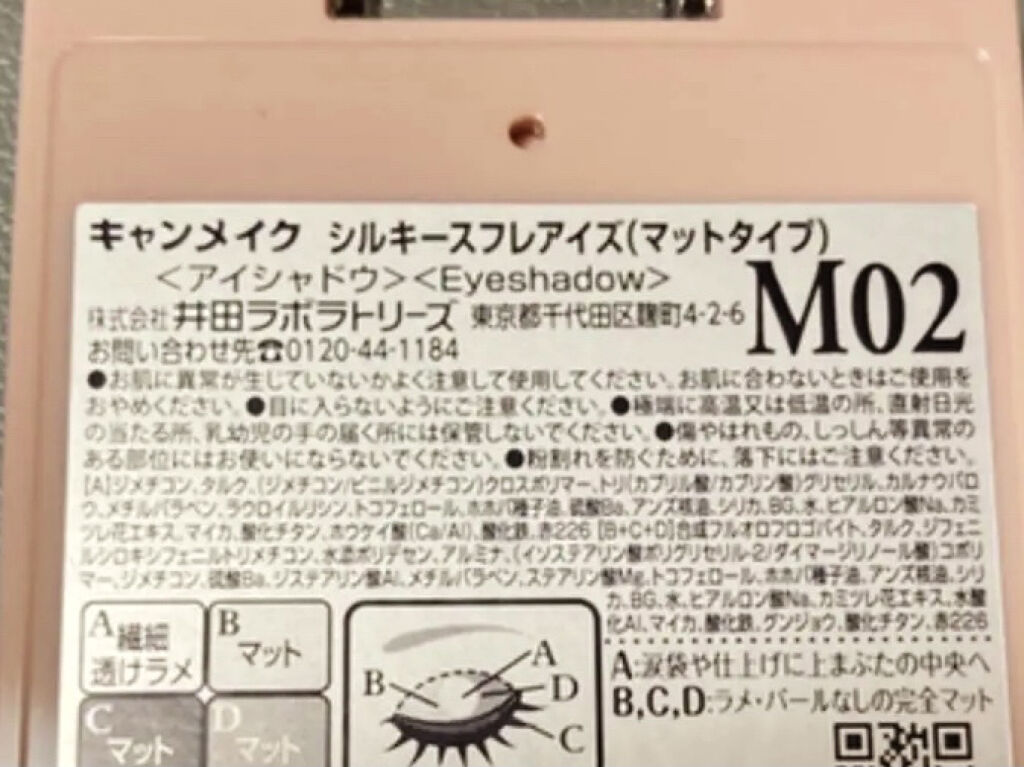 キャンメイク シルキースフレアイズ(マットタイプ)
<アイシャドウ><Eyeshadow>
M02
株式会社井田ラボラトリーズ 東京都千代田区麹町4-2-6
お問い合わせ先☎0120-44-1184
●お肌に異常が生じていないかよく注意して使用してください。お肌に合わないときはご使用を
おやめください。●目に入らないようにご注意ください。●極端に高温又は低温の所、直射日光
の当たる所、乳幼児の手の届く所には保管しないでください。●傷やはれもの、しっしん等異常の
ある部位にはお使いにならないでください。●粉割れを防ぐために、落下にはご注意ください。
[A]ジメチコン、タルク、(ジメチコン/ビニルジメチコン)クロスポリマー、トリ(カプリル酸/カプリン酸)グリセリル、カルナウバロ
ウ、メチルパラベン、ラウロイルリシン、トコフェロール、ホホバ種子油、硫酸Ba、アンズ核油、シリカ、BG、水、ヒアルロン酸Na、カミ
ツレ花エキス、マイカ、酸化チタン、ホウケイ酸(Ca/Al)、酸化鉄、赤226 [B+C+D]合成フルオロフロゴパイト、タルク、ジフェニ
ルシロキシフェニルトリメチコン、水添ポリデセン、アルミナ、(イソステアリン酸ポリグリセリル-2/ダイマージリノール酸)コポリ
マー、ジメチコン、硫酸Ba、ジステアリン酸Al、メチルパラベン、ステアリン酸Mg、トコフェロール、ホホバ種子油、アンズ核油、シリ
カ、BG、水、ヒアルロン酸Na、カミツレ花エキス、水酸
化Al、マイカ、酸化鉄、グンジョウ、酸化チタン、赤226
A 繊細
透けラメ
B
マット
C
マット
D
マット
A
B
D
C
A:涙袋や仕上げに上まぶたの中央へ
B,C,D:ラメ・パールなしの完全マット